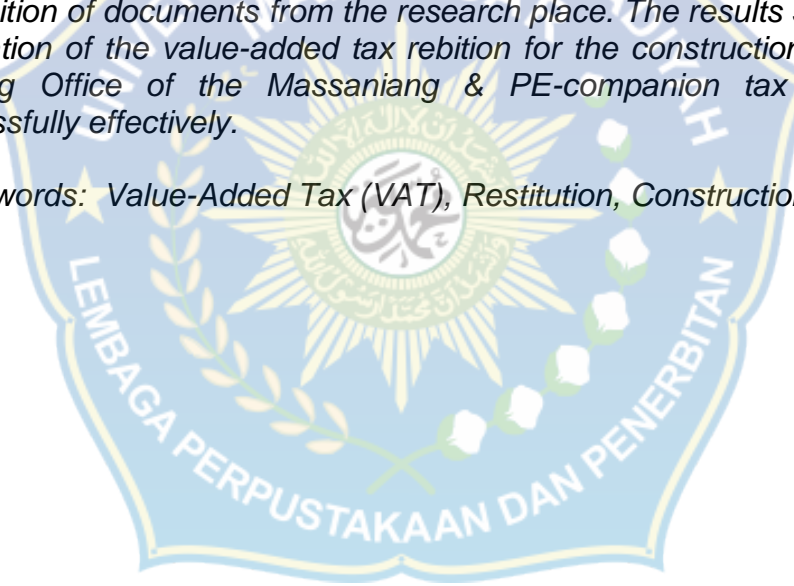 ition of documents from the research place. The results
tion of the value-added tax rebition for the construction
g Office of the Massaniang & PE-companion tax
ssfully effectively.
words: Value-Added Tax (VAT), Restitution, Construction
LEMBAGA PERPUSTAKAAN DAN PENERBITAN